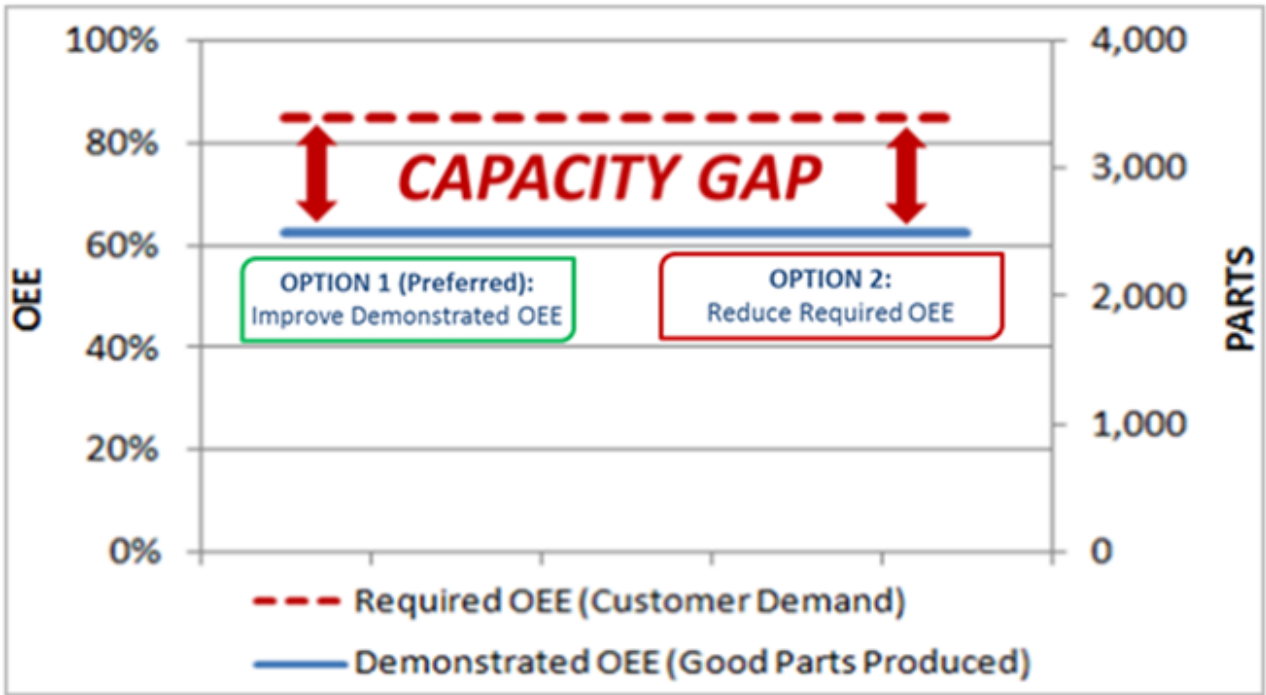 100%
80%
60%
40%
20%
0%
OEE
4,000
3,000
2,000
1,000
0
PARTS
CAPACITY GAP
OPTION 1 (Preferred):
Improve Demonstrated OEE
OPTION 2:
Reduce Required OEE
Required OEE (Customer Demand)
Demonstrated OEE (Good Parts Produced)